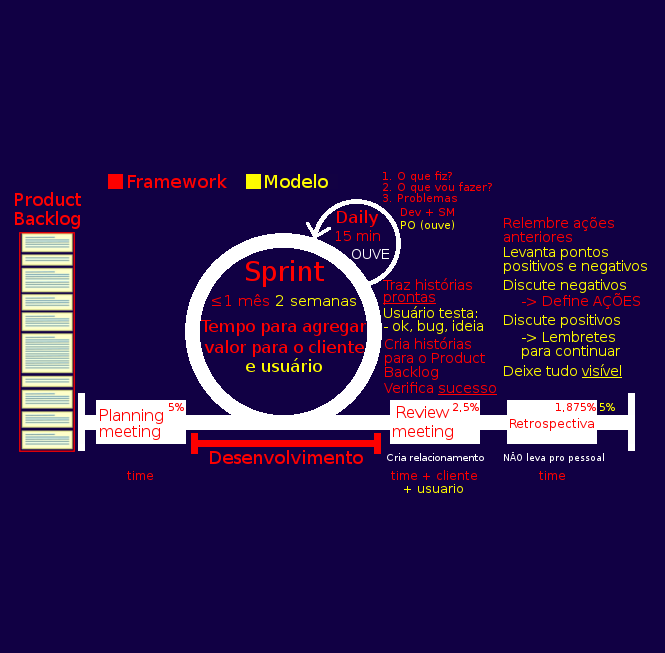 Framework Modelo
Product
Backlog
1. O que fiz?
2. O que vou fazer?
3. Problemas
Dev + SM
PO (ouve)
Daily
15 min
OUVE
Sprint
≤1 mês 2 semanas
Tempo para agregar
valor para o cliente
e usuário
Traz histórias
prontas
Usuário testa:
- ok, bug, ideia
Cria histórias
para o Product
Backlog
Verifica sucesso
Relembre ações
anteriores
Levanta pontos
positivos e negativos
Discute negativos
-> Define AÇÕES
Discute positivos
-> Lembretes
para continuar
Deixe tudo visível
5%
Planning
meeting
time
Desenvolvimento
2,5%
Review
meeting
Cria relacionamento
time + cliente
+ usuario
1,875% 5%
Retrospectiva
NÃO leva pro pessoal
time